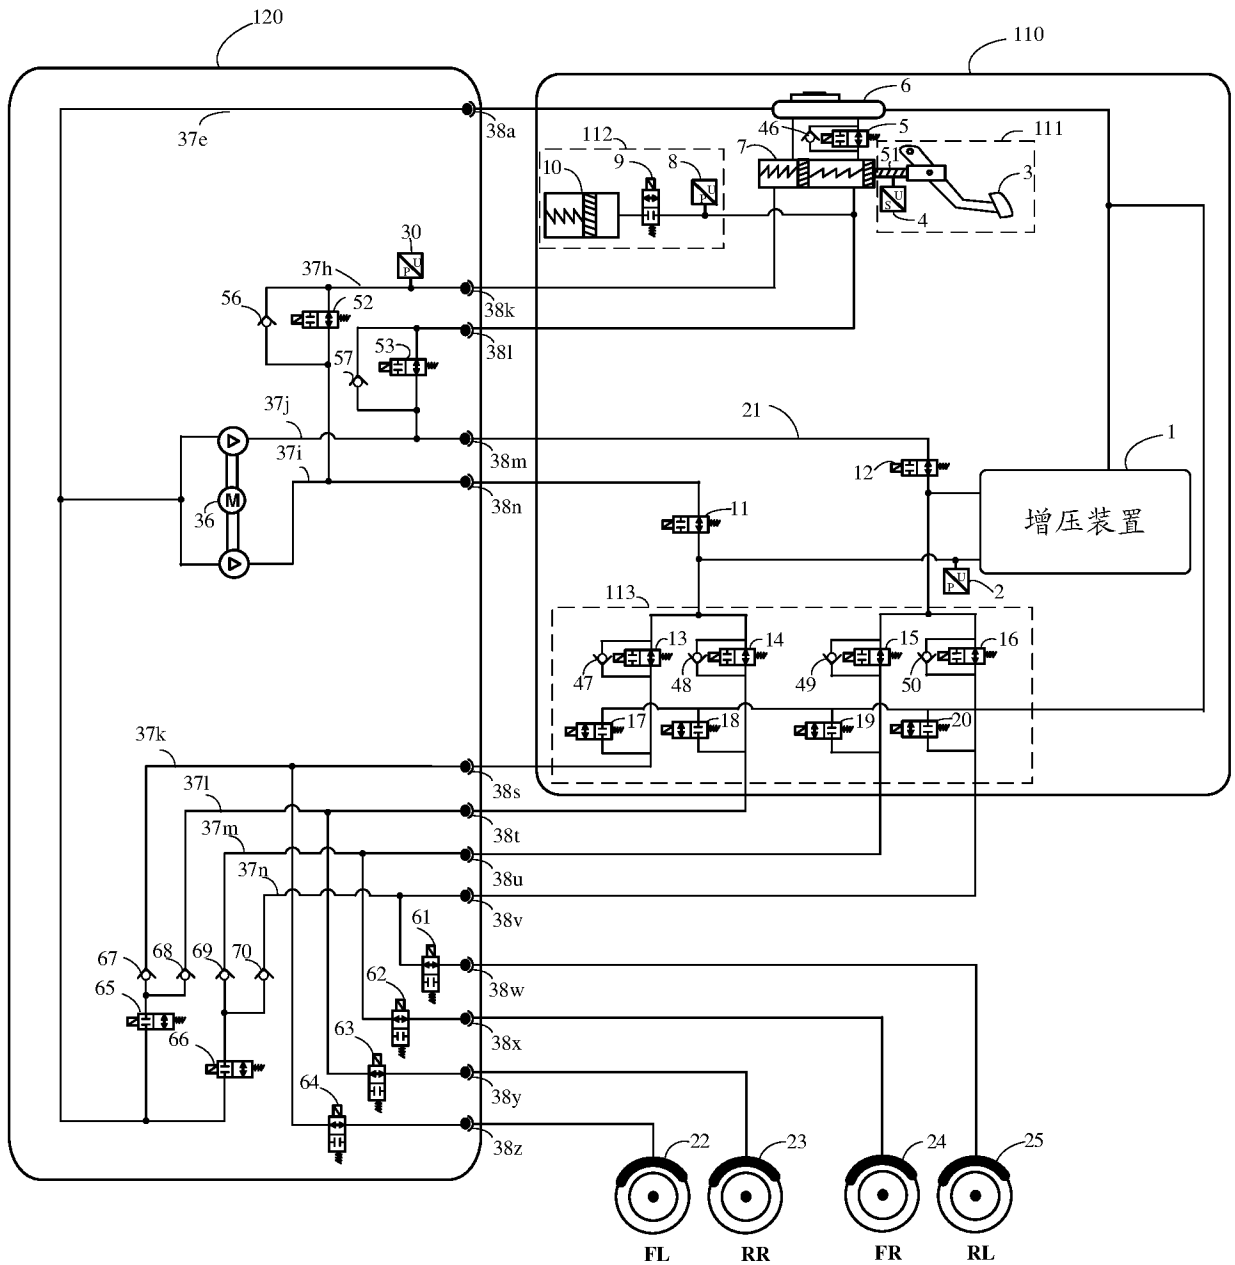 120
110
37e
38a
6
46
5
111
112
7
51
9
8
10
3
U
P
U
S
4
30
U
P
37h
56
52
38k
53
38l
57
37j
21
37i
38m
1
12
M
36
38n
11
增压装置
U
P
2
113
13
14
15
16
47
48
49
50
17
18
19
20
37k
38s
37l
38t
37m
38u
37n
38v
61
67
68
69
70
38w
62
65
63
38x
66
64
38y
38z
22
23
24
25
FL
RR
FR
RL